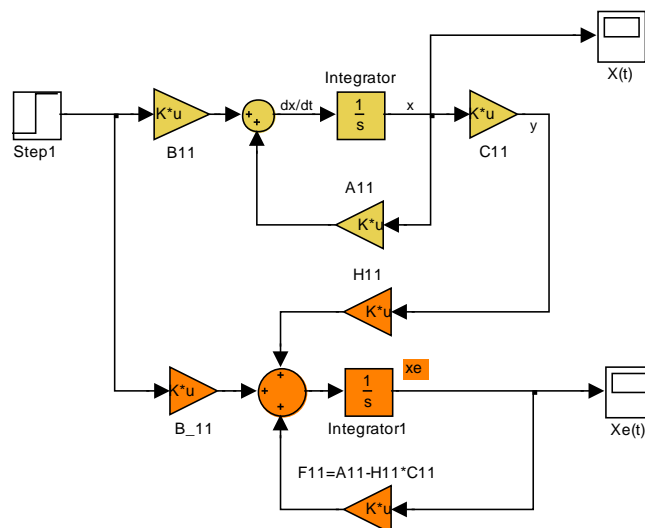 Integrator
X(t)
dx/dt
x
K*u
+
+
1
s
K*u
y
Step1
B11
C11
A11
K*u
H11
K*u
xe
+
K*u
+
+
1
s
B_11
Integrator1
Xe(t)
F11=A11-H11*C11
K*u